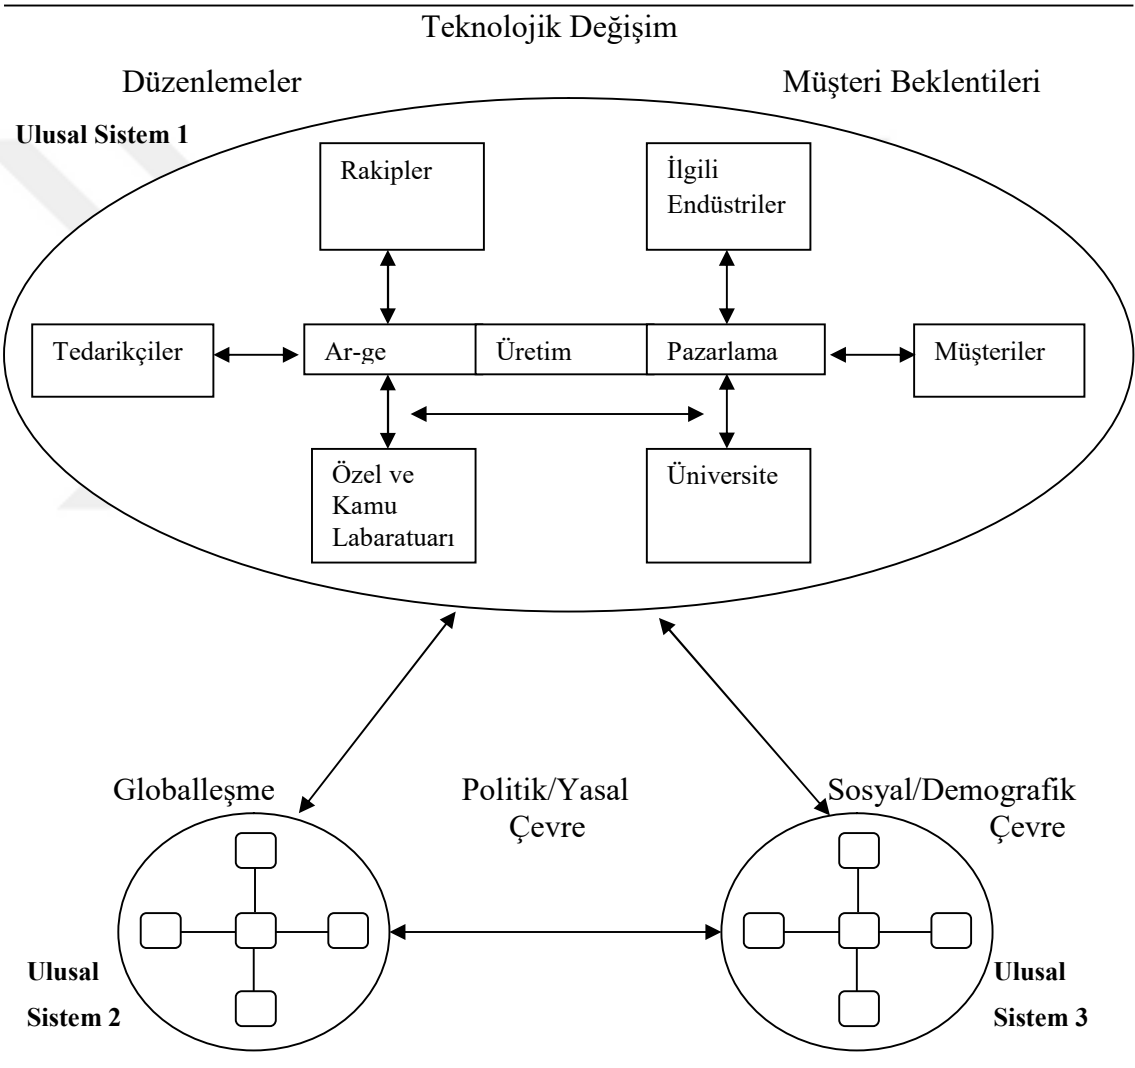 Teknolojik Değişim
Düzenlemeler
Müşteri Beklentileri
Ulusal Sistem 1
Rakipler
İlgili
Endüstriler
Tedarikçiler
Ar-ge
Üretim
Pazarlama
Müşteriler
Özel ve
Kamu
Labaratuarı
Üniversite
Globalleşme
Politik/Yasal
Çevre
Sosyal/Demografik
Çevre
Ulusal
Sistem 2
Ulusal
Sistem 3